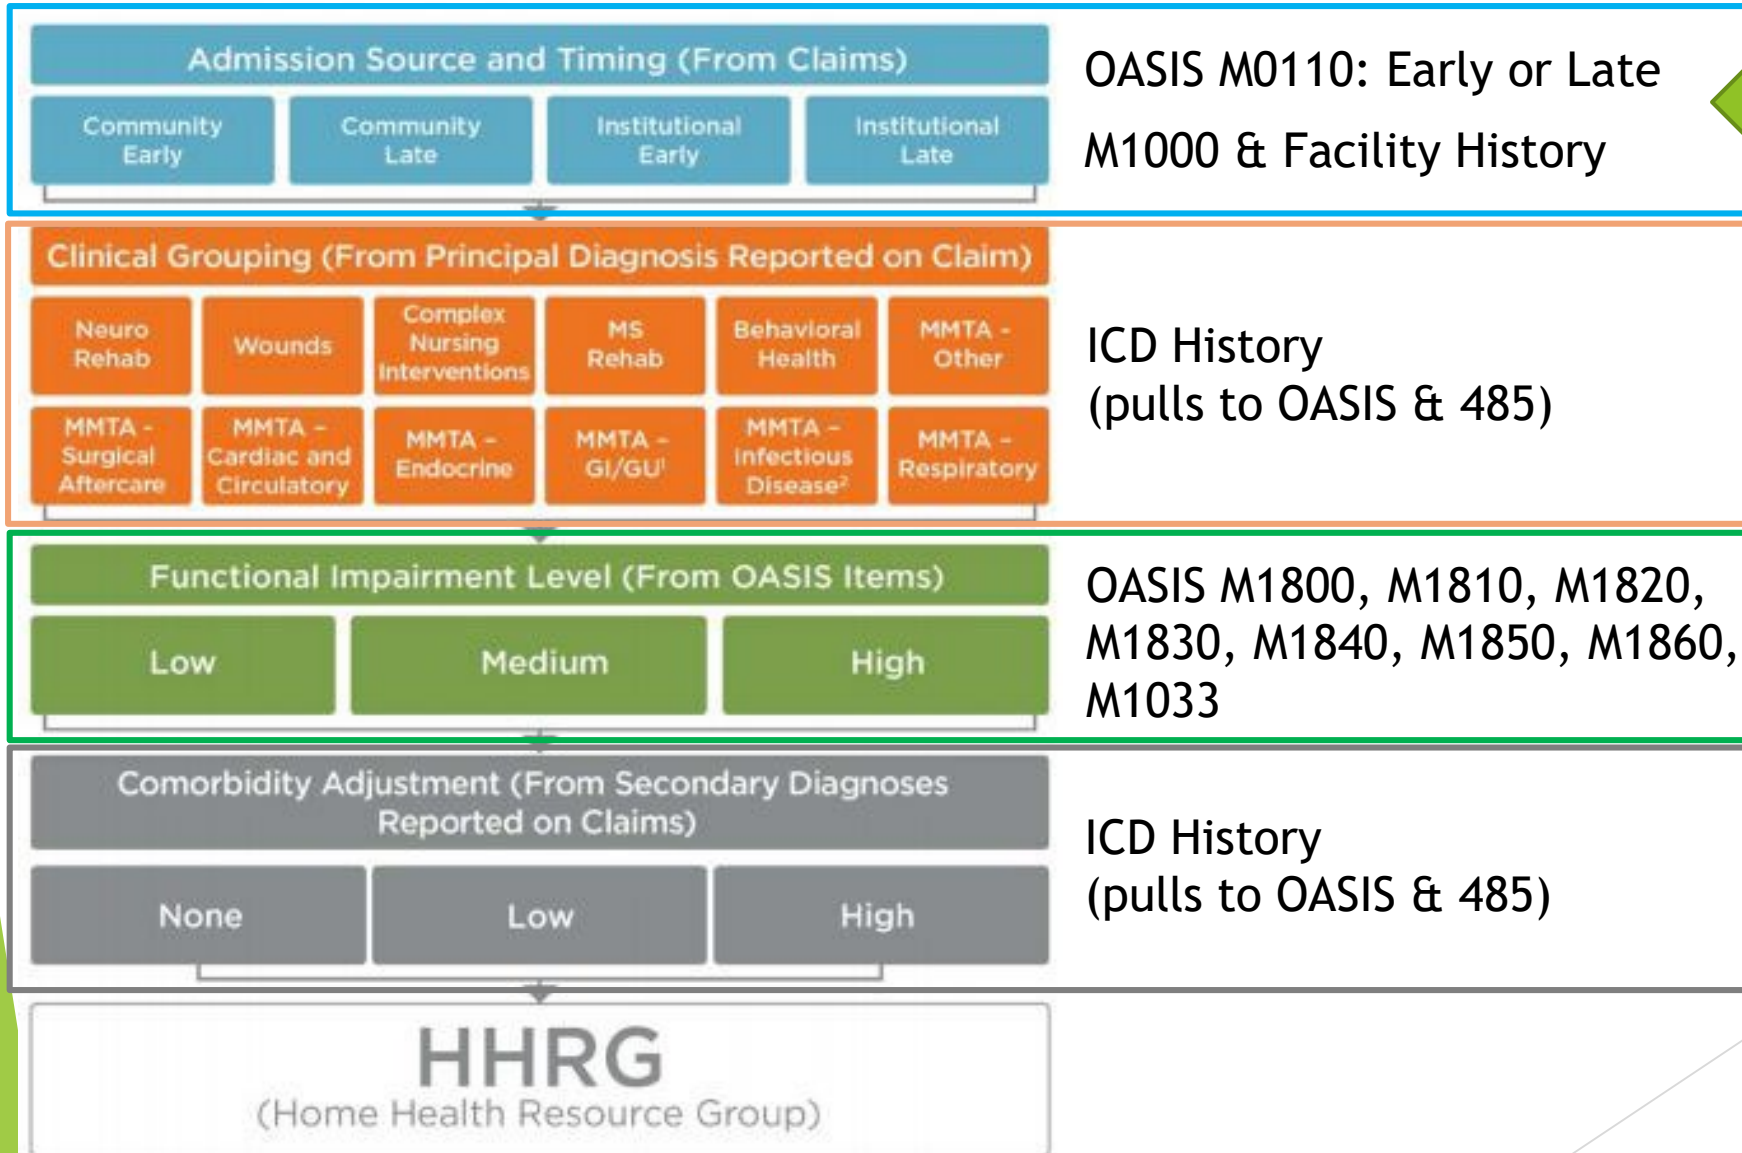 Admission Source and Timing (From Claims)
Community
Early
Community
Late
Institutional
Early
Institutional
Late
OASIS M0110: Early or Late
M1000 & Facility History
Clinical Grouping (From Principal Diagnosis Reported on Claim)
Neuro
Rehab
Wounds
Complex
Nursing
Interventions
MS
Rehab
Behavioral
Health
MMTA -
Other
MMTA -
Surgical
Aftercare
MMTA -
Cardiac and
Circulatory
MMTA -
Endocrine
MMTA -
GI/GU¹
MMTA -
Infectious
Disease²
MMTA -
Respiratory
ICD History
(pulls to OASIS & 485)
Functional Impairment Level (From OASIS Items)
Low
Medium
High
OASIS M1800, M1810, M1820,
M1830, M1840, M1850, M1860,
M1033
Comorbidity Adjustment (From Secondary Diagnoses
Reported on Claims)
None
Low
High
ICD History
(pulls to OASIS & 485)
HHRG
(Home Health Resource Group)